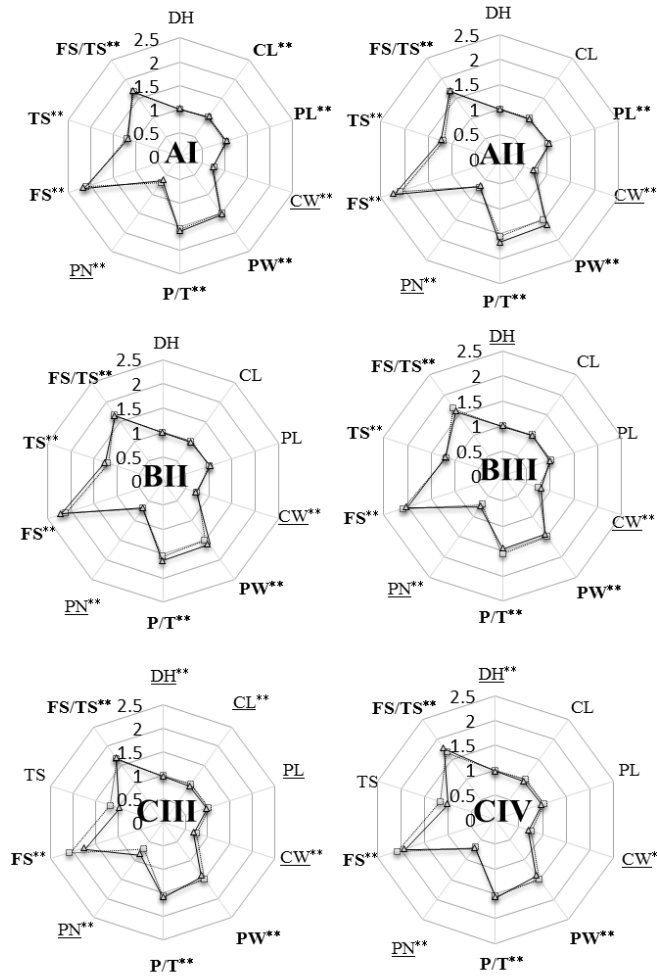 DH
FS/TS**
CL**
TS**
PL**
FS**
CW**
PN**
PW**
P/T**
2.5
2
1.5
1
0.5
0
AI
DH
FS/TS**
CL
TS**
PL**
FS**
CW**
PN**
PW**
P/T**
2.5
2
1.5
1
0.5
0
AII
DH
FS/TS**
CL
TS**
PL
FS**
CW**
PN**
PW**
P/T**
2.5
2
1.5
1
0.5
0
BII
DH
FS/TS**
CL
TS**
PL
FS**
CW**
PN**
PW**
P/T**
2.5
2
1.5
1
0.5
0
BIII
DH**
FS/TS**
CL**
TS
PL
FS**
CW**
PN**
PW**
P/T**
2.5
2
1.5
1
0.5
0
CIII
DH**
FS/TS**
CL
TS
PL
FS**
CW*
PN**
PW**
P/T**
2.5
2
1.5
1
0.5
0
CIV